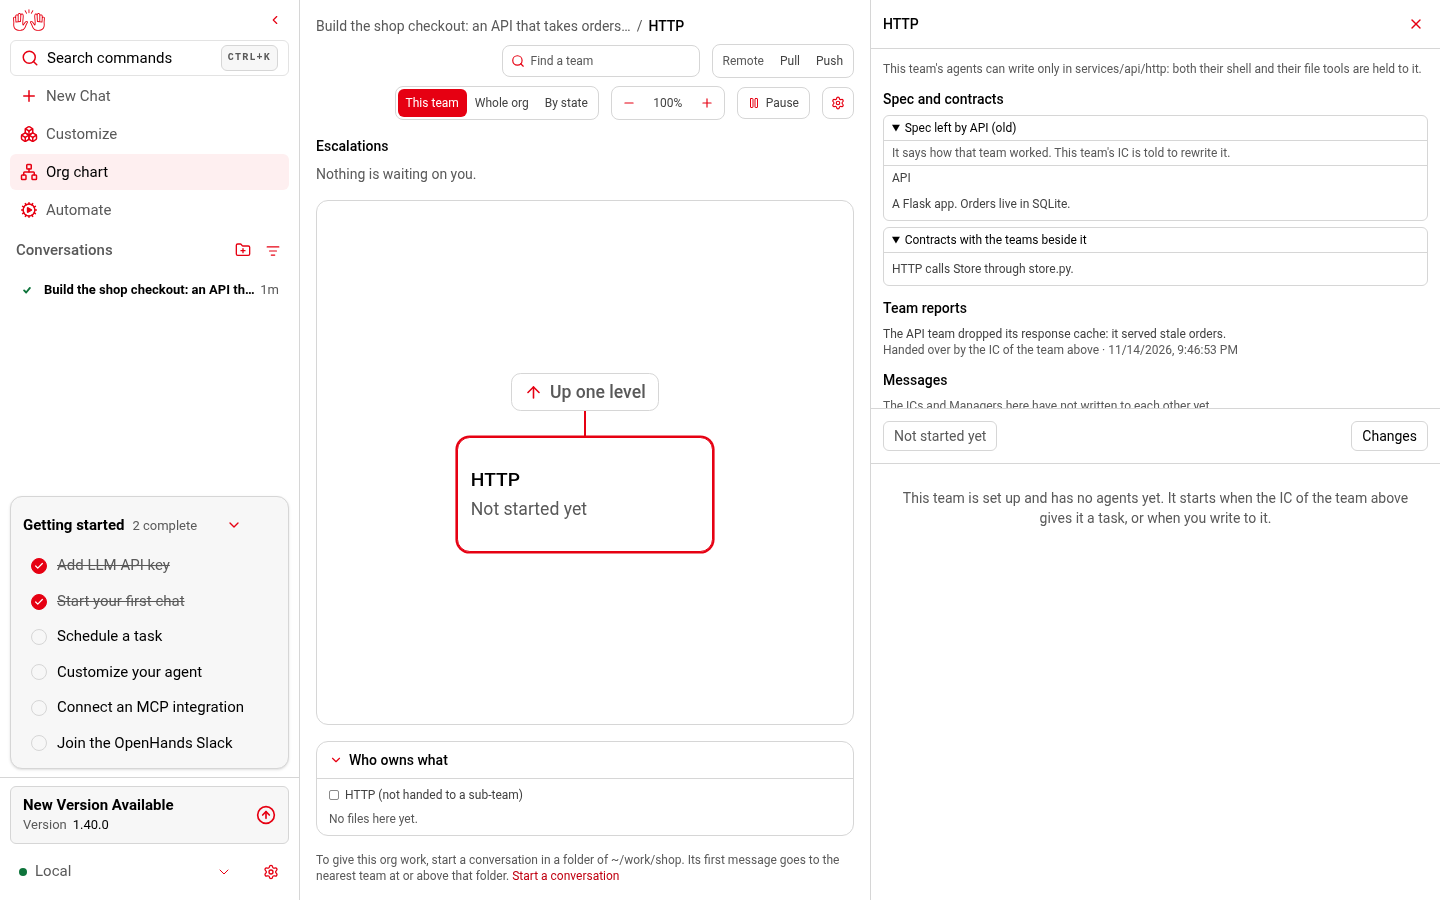 Search commands
CTRL+K
New Chat
Customize
Org chart
Automate
Conversations
Build the shop checkout: an API th... 1m
Getting started 2 complete
Add LLM API key
Start your first chat
Schedule a task
Customize your agent
Connect an MCP integration
Join the OpenHands Slack
New Version Available
Version 1.40.0
Local
Build the shop checkout: an API that takes orders... / HTTP
Find a team
Remote Pull Push
This team Whole org By state
100%
Pause
Escalations
Nothing is waiting on you.
Up one level
HTTP
Not started yet
Who owns what
HTTP (not handed to a sub-team)
No files here yet.
To give this org work, start a conversation in a folder of ~/work/shop. Its first message goes to the
nearest team at or above that folder. Start a conversation
HTTP
This team's agents can write only in services/api/http: both their shell and their file tools are held to it.
Spec and contracts
Spec left by API (old)
It says how that team worked. This team's IC is told to rewrite it.
API
A Flask app. Orders live in SQLite.
Contracts with the teams beside it
HTTP calls Store through store.py.
Team reports
The API team dropped its response cache: it served stale orders.
Handed over by the IC of the team above · 11/14/2026, 9:46:53 PM
Messages
The ICs and Managers here have not written to each other yet.
Not started yet
Changes
This team is set up and has no agents yet. It starts when the IC of the team above
gives it a task, or when you write to it.